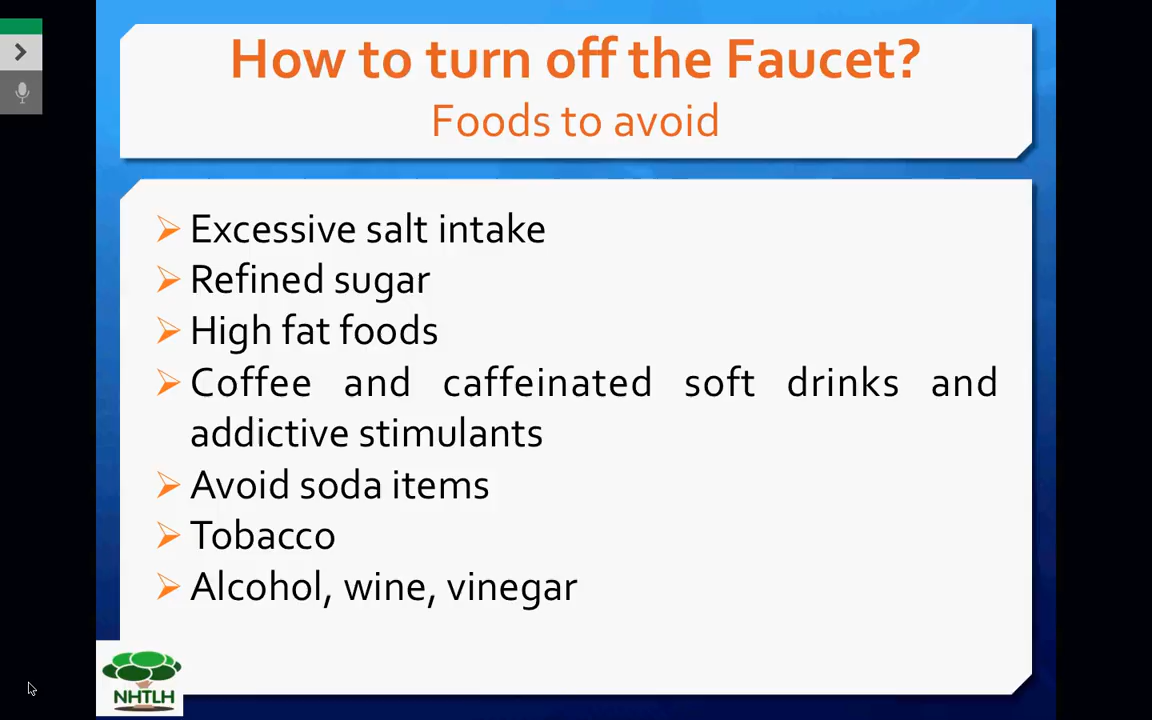 How to turn off the Faucet?
Foods to avoid
Excessive salt intake
Refined sugar
High fat foods
Coffee and caffeinated soft drinks and
addictive stimulants
Avoid soda items
Tobacco
Alcohol, wine, vinegar
NHTLH